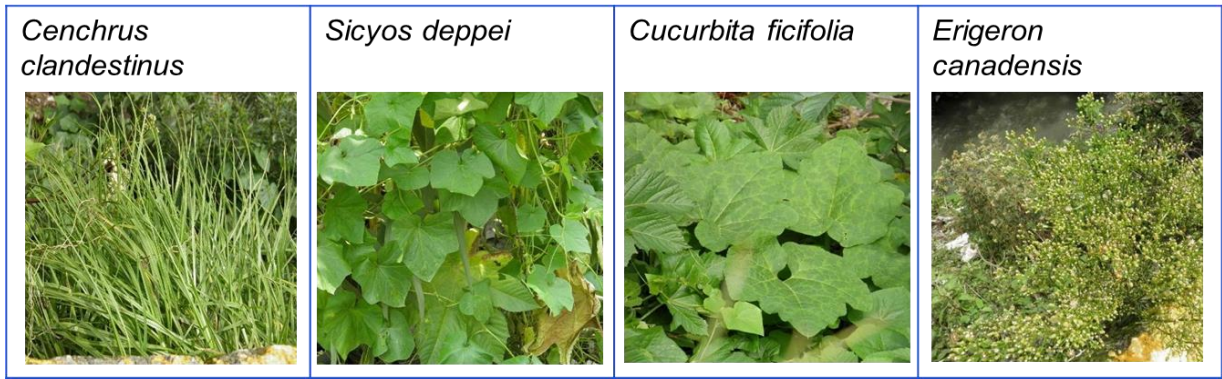 Cenchrus
clandestinus
Sicyos deppei
Cucurbita ficifolia
Erigeron
canadensis